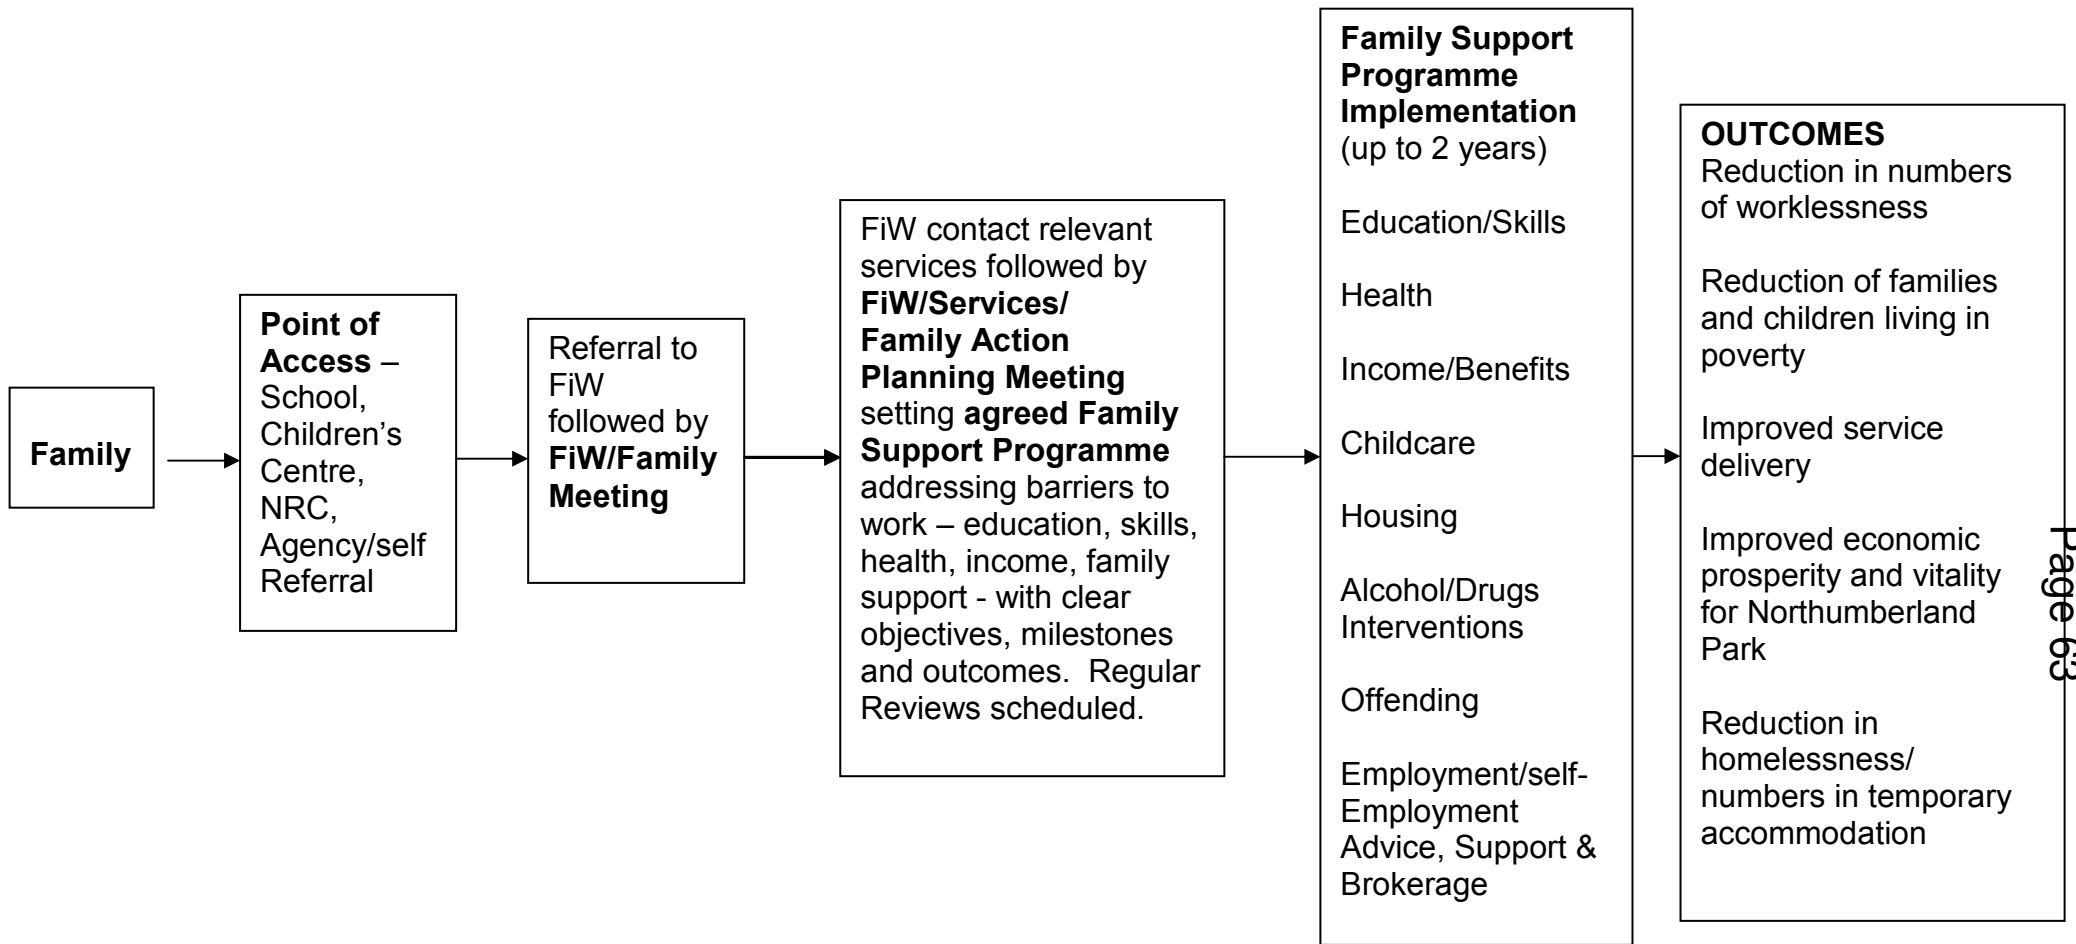 Family
Point of
Access –
School,
Children’s
Centre,
NRC,
Agency/self
Referral
Referral to
FiW
followed by
FiW/Family
Meeting
FiW contact relevant
services followed by
FiW/Services/
Family Action
Planning Meeting
setting agreed Family
Support Programme
addressing barriers to
work – education, skills,
health, income, family
support - with clear
objectives, milestones
and outcomes.  Regular
Reviews scheduled.
Family Support
Programme
Implementation
(up to 2 years)
Education/Skills
Health
Income/Benefits
Childcare
Housing
Alcohol/Drugs
Interventions
Offending
Employment/self-
Employment
Advice, Support &
Brokerage
OUTCOMES
Reduction in numbers
of worklessness
Reduction of families
and children living in
poverty
Improved service
delivery
Improved economic
prosperity and vitality
for Northumberland
Park
Reduction in
homelessness/
numbers in temporary
accommodation
Page 63